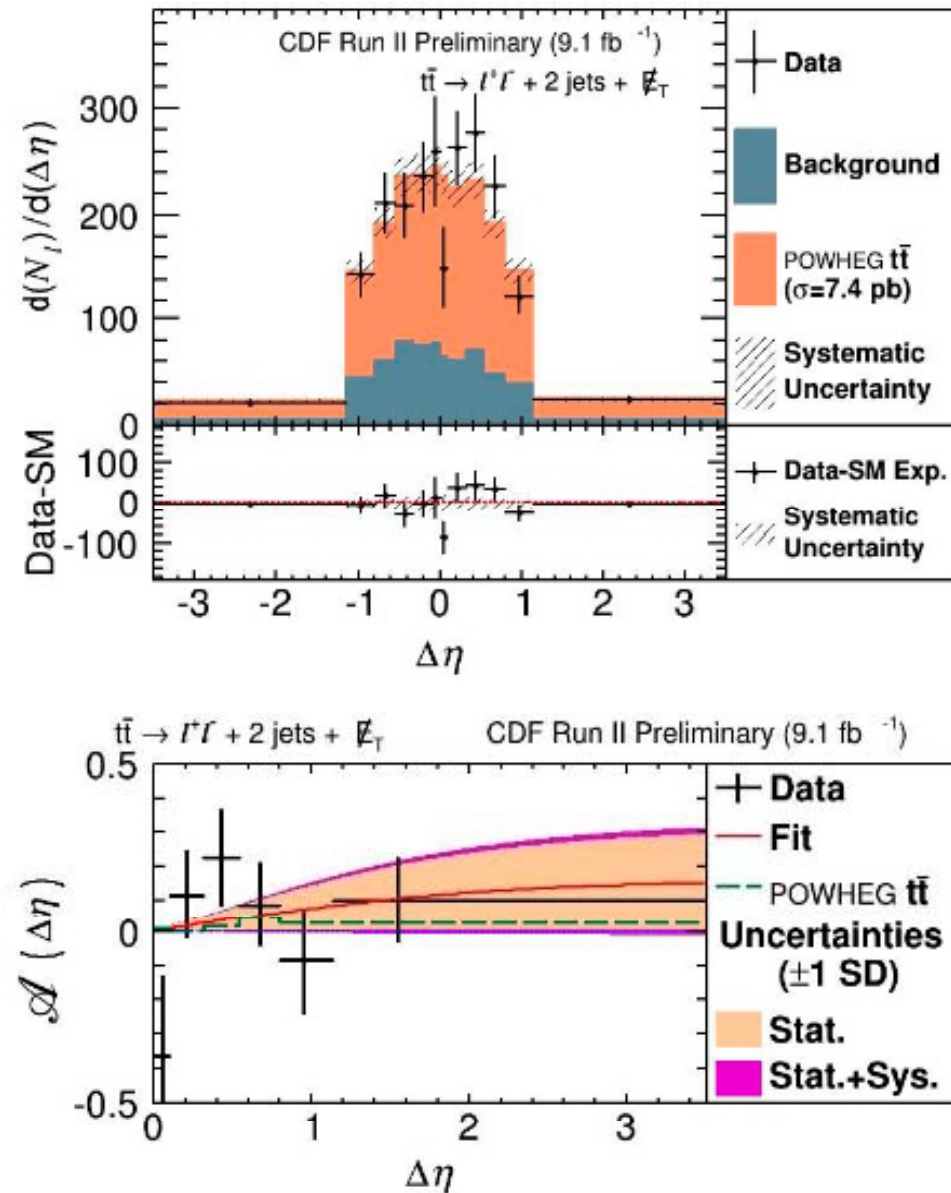 CDF Run II Preliminary (9.1 fb ⁻¹)
tt̄ → l⁺l⁻ + 2 jets + E̸_T
d(N_l)/d(Δη)
300
200
100
0
Data
Background
POWHEG tt̄
(σ=7.4 pb)
Systematic
Uncertainty
Data-SM
100
0
-100
Data-SM Exp.
Systematic
Uncertainty
-3 -2 -1 0 1 2 3
Δη
tt̄ → l⁺l⁻ + 2 jets + E̸_T CDF Run II Preliminary (9.1 fb ⁻¹)
𝒜 (Δη)
0.5
0
-0.5
Data
Fit
POWHEG tt̄
Uncertainties
(±1 SD)
Stat.
Stat.+Sys.
0 1 2 3
Δη